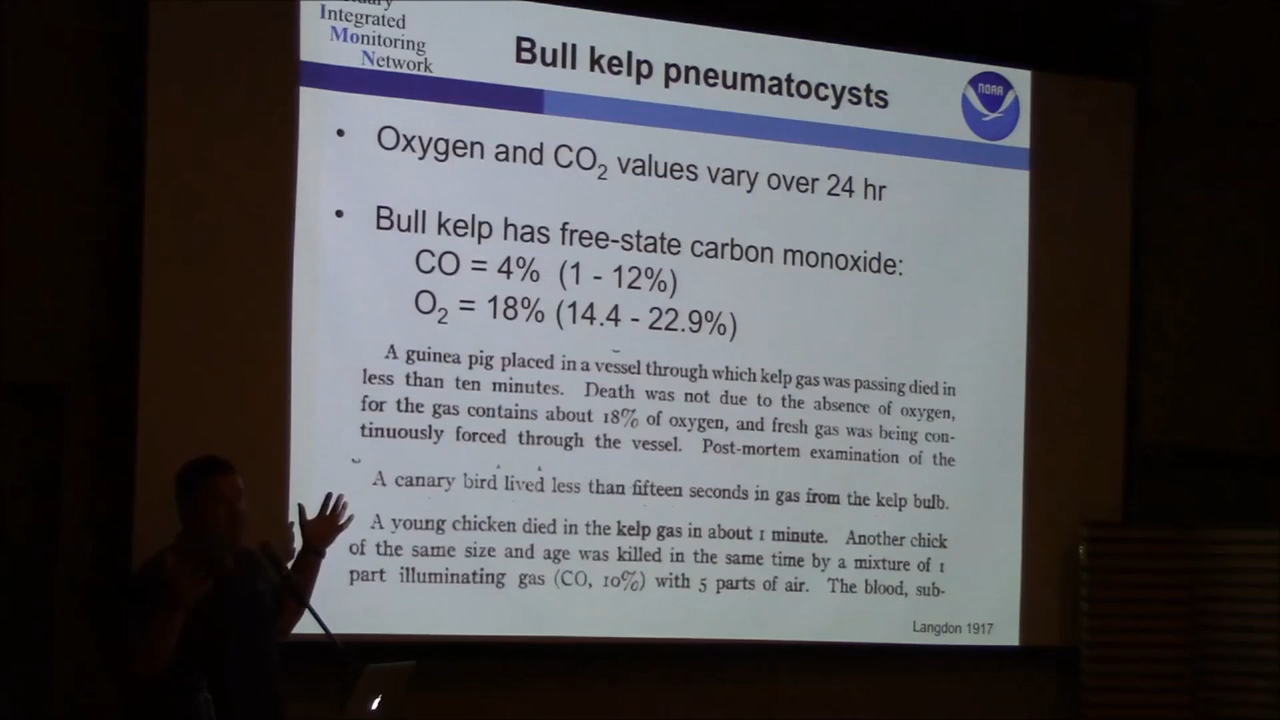 Integrated
Monitoring
Network
Bull kelp pneumatocysts
NOAA
• Oxygen and CO₂ values vary over 24 hr
• Bull kelp has free-state carbon monoxide:
CO = 4% (1 - 12%)
O₂ = 18% (14.4 - 22.9%)
A guinea pig placed in a vessel through which kelp gas was passing died in
less than ten minutes. Death was not due to the absence of oxygen,
for the gas contains about 18% of oxygen, and fresh gas was being con-
tinuously forced through the vessel. Post-mortem examination of the
A canary bird lived less than fifteen seconds in gas from the kelp bulb.
A young chicken died in the kelp gas in about 1 minute. Another chick
of the same size and age was killed in the same time by a mixture of 1
part illuminating gas (CO, 10%) with 5 parts of air. The blood, sub-
Langdon 1917